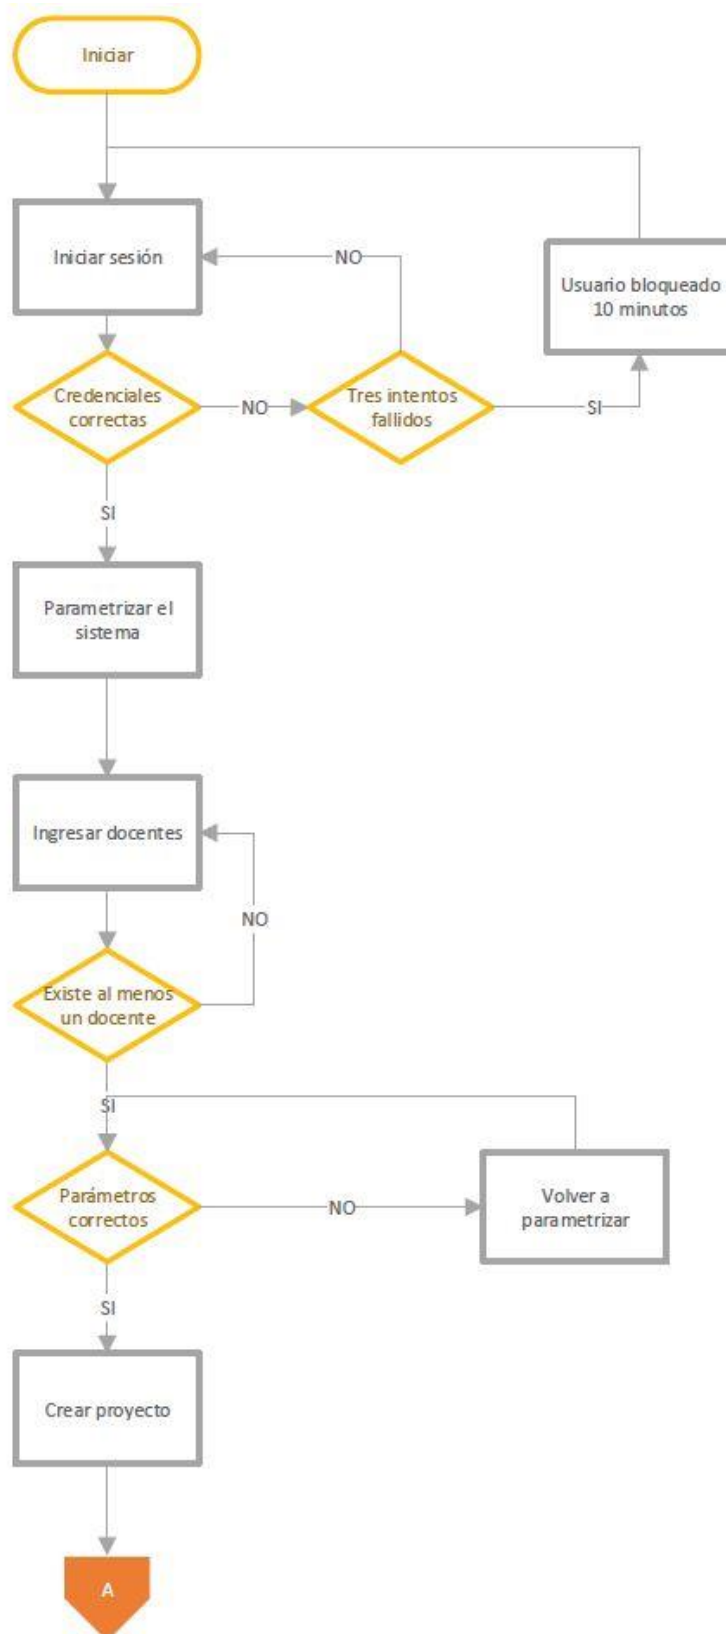 Iniciar
Iniciar sesión
NO
Usuario bloqueado
10 minutos
Credenciales
correctas
NO
Tres intentos
fallidos
SI
SI
Parametrizar el
sistema
Ingresar docentes
NO
Existe al menos
un docente
SI
Parámetros
correctos
NO
Volver a
parametrizar
SI
Crear proyecto
A